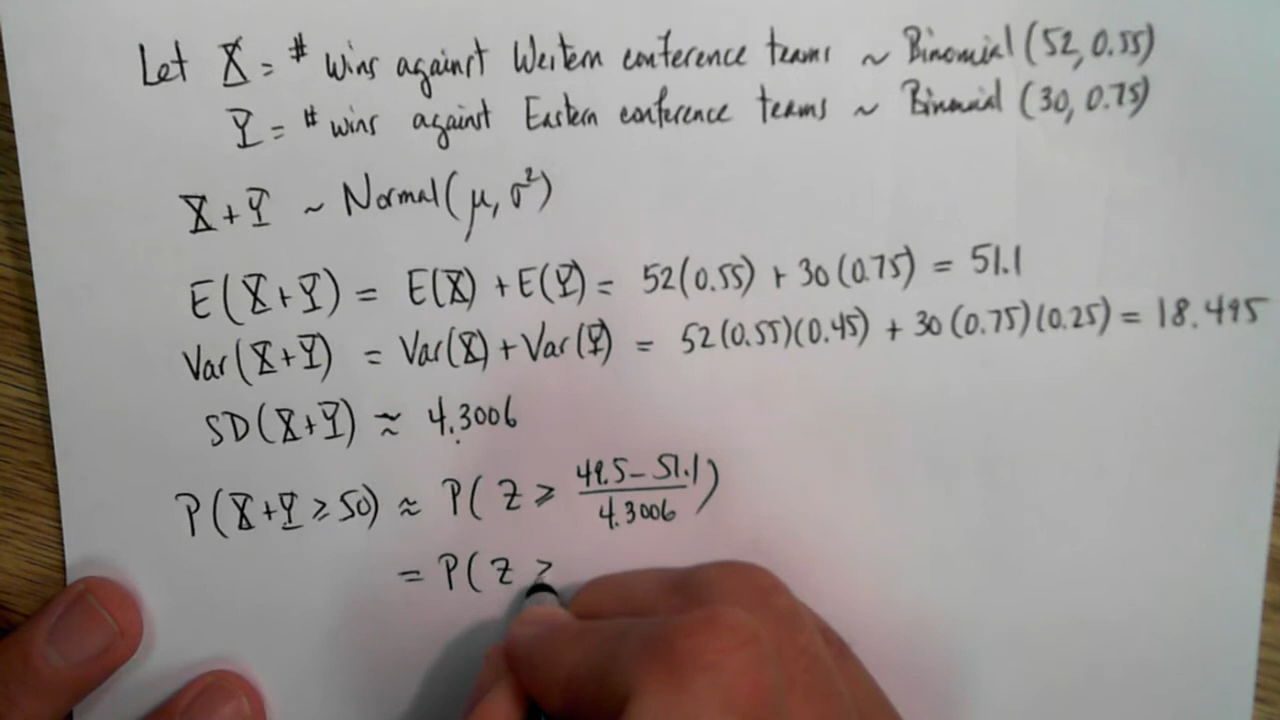 Let X = # wins against Western conference teams ~ Binomial (52, 0.55)
Y = # wins against Eastern conference teams ~ Binomial (30, 0.75)
X+Y ~ Normal(μ, σ²)
E(X+Y) = E(X) + E(Y) = 52(0.55) + 30(0.75) = 51.1
Var(X+Y) = Var(X) + Var(Y) = 52(0.55)(0.45) + 30(0.75)(0.25) = 18.495
SD(X+Y) ≈ 4.3006
P(X+Y ≥ 50) ≈ P(Z ≥ (49.5 - 51.1)/4.3006)
= P(Z ≥